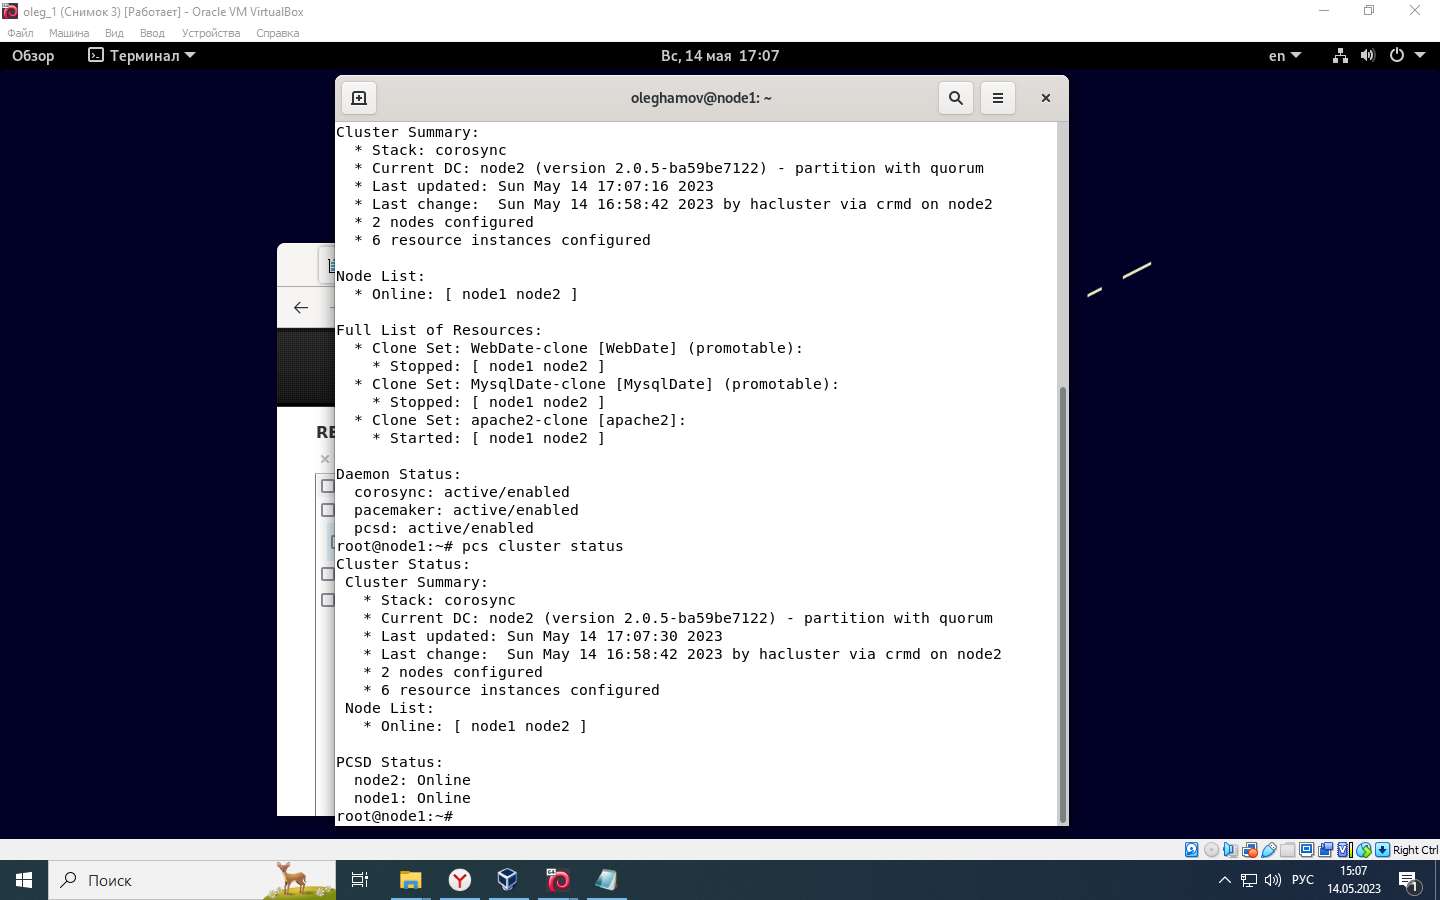 oleg_1 (Снимок 3) [Работает] - Oracle VM VirtualBox
Файл Машина Вид Ввод Устройства Справка
Обзор Терминал Вс, 14 мая 17:07 en
oleghamov@node1: ~
Cluster Summary:
* Stack: corosync
* Current DC: node2 (version 2.0.5-ba59be7122) - partition with quorum
* Last updated: Sun May 14 17:07:16 2023
* Last change:  Sun May 14 16:58:42 2023 by hacluster via crmd on node2
* 2 nodes configured
* 6 resource instances configured
Node List:
* Online: [ node1 node2 ]
Full List of Resources:
* Clone Set: WebDate-clone [WebDate] (promotable):
* Stopped: [ node1 node2 ]
* Clone Set: MysqlDate-clone [MysqlDate] (promotable):
* Stopped: [ node1 node2 ]
* Clone Set: apache2-clone [apache2]:
* Started: [ node1 node2 ]
Daemon Status:
corosync: active/enabled
pacemaker: active/enabled
pcsd: active/enabled
root@node1:~# pcs cluster status
Cluster Status:
Cluster Summary:
* Stack: corosync
* Current DC: node2 (version 2.0.5-ba59be7122) - partition with quorum
* Last updated: Sun May 14 17:07:30 2023
* Last change:  Sun May 14 16:58:42 2023 by hacluster via crmd on node2
* 2 nodes configured
* 6 resource instances configured
Node List:
* Online: [ node1 node2 ]
PCSD Status:
node2: Online
node1: Online
root@node1:~#
Right Ctrl
Поиск
РУС
15:07
14.05.2023
1